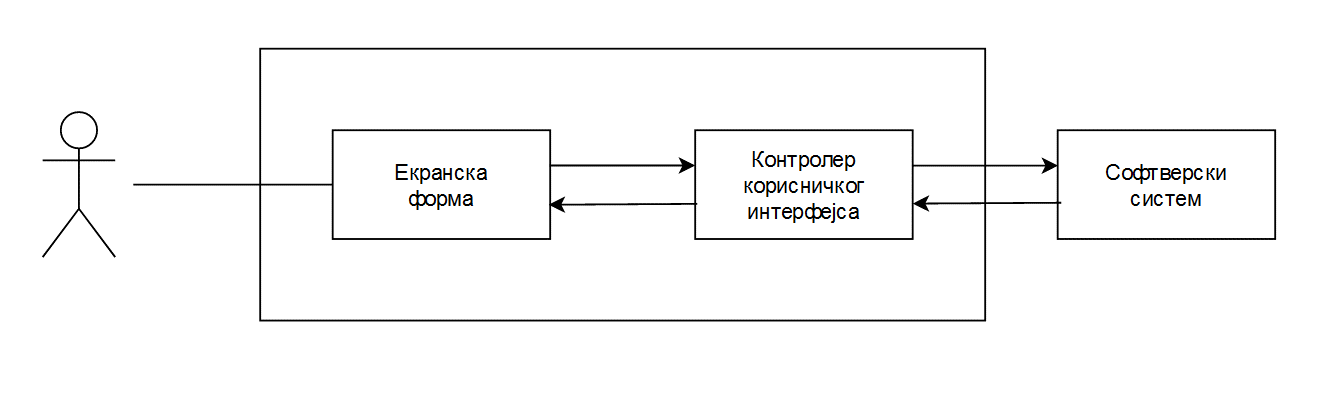 Екранска
форма
Контролер
корисничког
интерфејса
Софтверски
систем